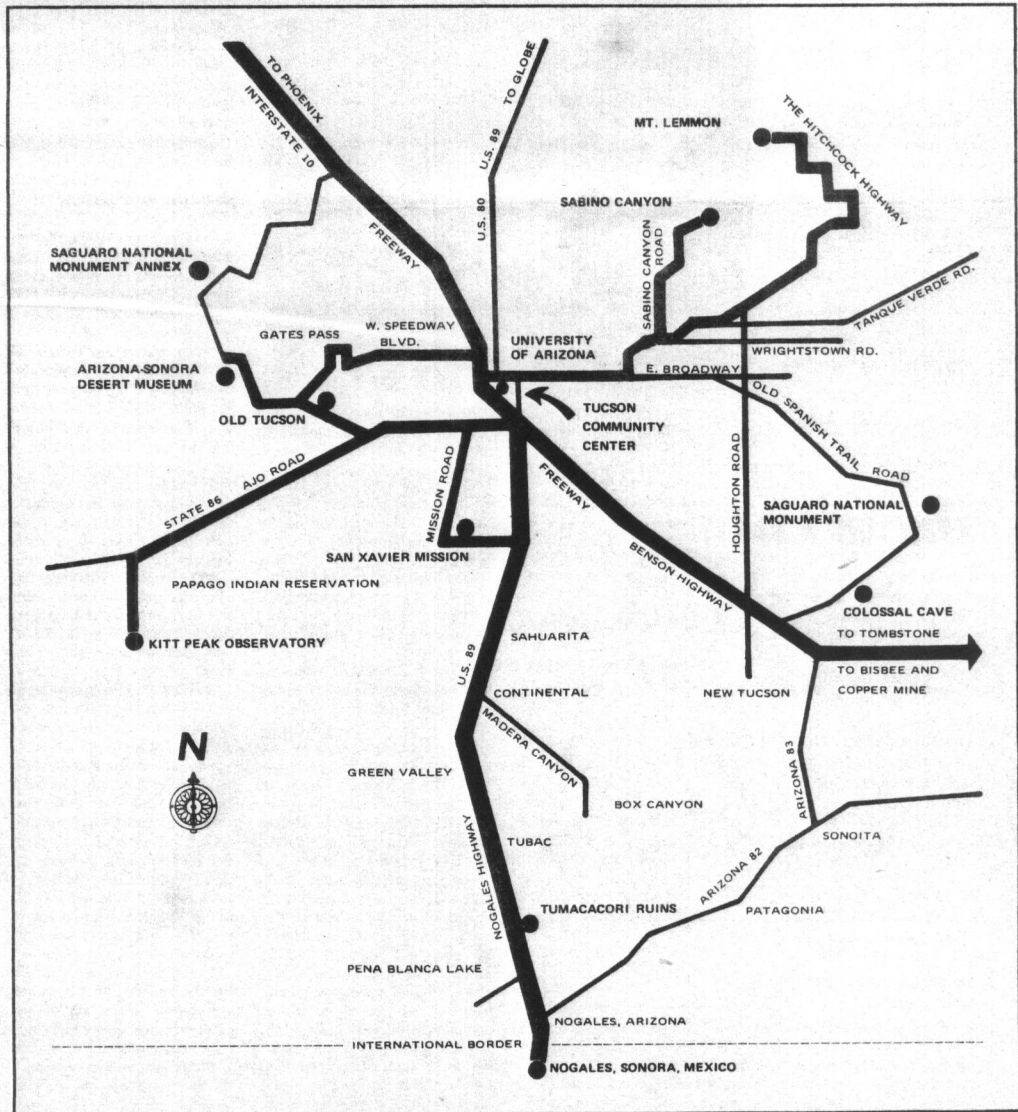 TO PHOENIX
INTERSTATE 10
FREEWAY
U.S. 80
U.S. 89
TO GLOBE
MT. LEMMON
THE HITCHCOCK HIGHWAY
SABINO CANYON
SABINO CANYON
ROAD
SAGUARO NATIONAL
MONUMENT ANNEX
GATES PASS
W. SPEEDWAY
BLVD.
UNIVERSITY
OF ARIZONA
TANQUE VERDE RD.
WRIGHTSTOWN RD.
E. BROADWAY
ARIZONA-SONORA
DESERT MUSEUM
OLD TUCSON
TUCSON
COMMUNITY
CENTER
OLD SPANISH TRAIL ROAD
STATE 86 AJO ROAD
MISSION ROAD
FREEWAY
HOUGHTON ROAD
SAGUARO NATIONAL
MONUMENT
SAN XAVIER MISSION
BENSON HIGHWAY
PAPAGO INDIAN RESERVATION
COLOSSAL CAVE
KITT PEAK OBSERVATORY
SAHUARITA
TO TOMBSTONE
TO BISBEE AND
COPPER MINE
U.S. 89
CONTINENTAL
NEW TUCSON
MADERA CANYON
N
GREEN VALLEY
ARIZONA 83
BOX CANYON
SONOITA
NOGALES HIGHWAY
TUBAC
ARIZONA 82
TUMACACORI RUINS
PATAGONIA
PENA BLANCA LAKE
NOGALES, ARIZONA
INTERNATIONAL BORDER
NOGALES, SONORA, MEXICO